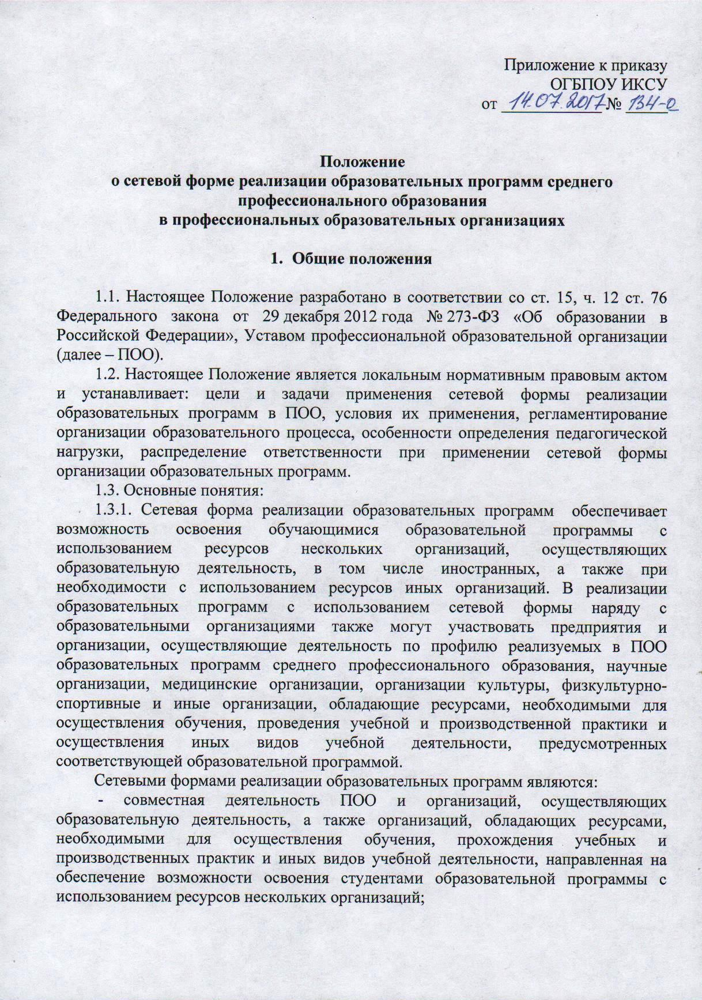 Приложение к приказу
ОГБПОУ ИКСУ
от 14.07.2017 № 134-о
Положение
о сетевой форме реализации образовательных программ среднего
профессионального образования
в профессиональных образовательных организациях
1. Общие положения
1.1. Настоящее Положение разработано в соответствии со ст. 15, ч. 12 ст. 76
Федерального закона от 29 декабря 2012 года № 273-ФЗ «Об образовании в
Российской Федерации», Уставом профессиональной образовательной организации
(далее – ПОО).
1.2. Настоящее Положение является локальным нормативным правовым актом
и устанавливает: цели и задачи применения сетевой формы реализации
образовательных программ в ПОО, условия их применения, регламентирование
организации образовательного процесса, особенности определения педагогической
нагрузки, распределение ответственности при применении сетевой формы
организации образовательных программ.
1.3. Основные понятия:
1.3.1. Сетевая форма реализации образовательных программ обеспечивает
возможность освоения обучающимися образовательной программы с
использованием ресурсов нескольких организаций, осуществляющих
образовательную деятельность, в том числе иностранных, а также при
необходимости с использованием ресурсов иных организаций. В реализации
образовательных программ с использованием сетевой формы наряду с
образовательными организациями также могут участвовать предприятия и
организации, осуществляющие деятельность по профилю реализуемых в ПОО
образовательных программ среднего профессионального образования, научные
организации, медицинские организации, организации культуры, физкультурно-
спортивные и иные организации, обладающие ресурсами, необходимыми для
осуществления обучения, проведения учебной и производственной практики и
осуществления иных видов учебной деятельности, предусмотренных
соответствующей образовательной программой.
Сетевыми формами реализации образовательных программ являются:
- совместная деятельность ПОО и организаций, осуществляющих
образовательную деятельность, а также организаций, обладающих ресурсами,
необходимыми для осуществления обучения, прохождения учебных и
производственных практик и иных видов учебной деятельности, направленная на
обеспечение возможности освоения студентами образовательной программы с
использованием ресурсов нескольких организаций;